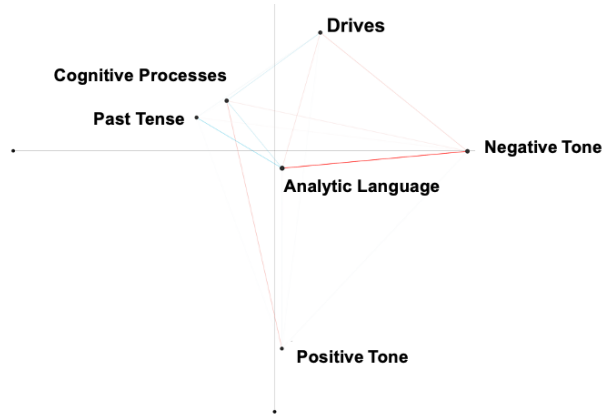 Drives
Cognitive Processes
Past Tense
Negative Tone
Analytic Language
Positive Tone